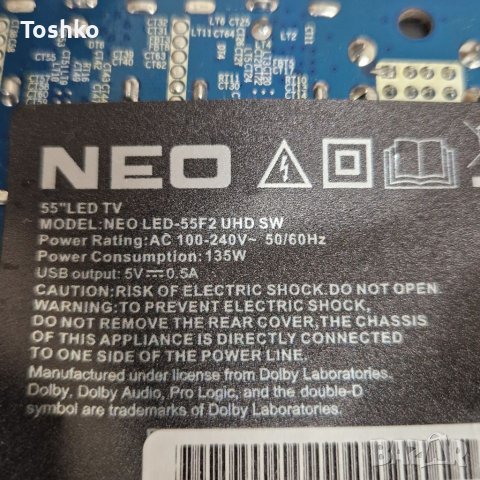 Toshko
NEO
55"LED TV
MODEL:NEO LED-55F2 UHD SW
Power Rating:AC 100-240V~ 50/60Hz
Power Consumption:135W
USB output: 5V⎓0.5A
CAUTION:RISK OF ELECTRIC SHOCK.DO NOT OPEN
WARNING:TO PREVENT ELECTRIC SHOCK,
DO NOT REMOVE THE REAR COVER,THE CHASSIS
OF THIS APPLIANCE IS DIRECTLY CONNECTED
TO ONE SIDE OF THE POWER LINE.
Manufactured under license from Dolby Laboratories.
Dolby, Dolby Audio, Pro Logic, and the double-D
symbol are trademarks of Dolby Laboratories.